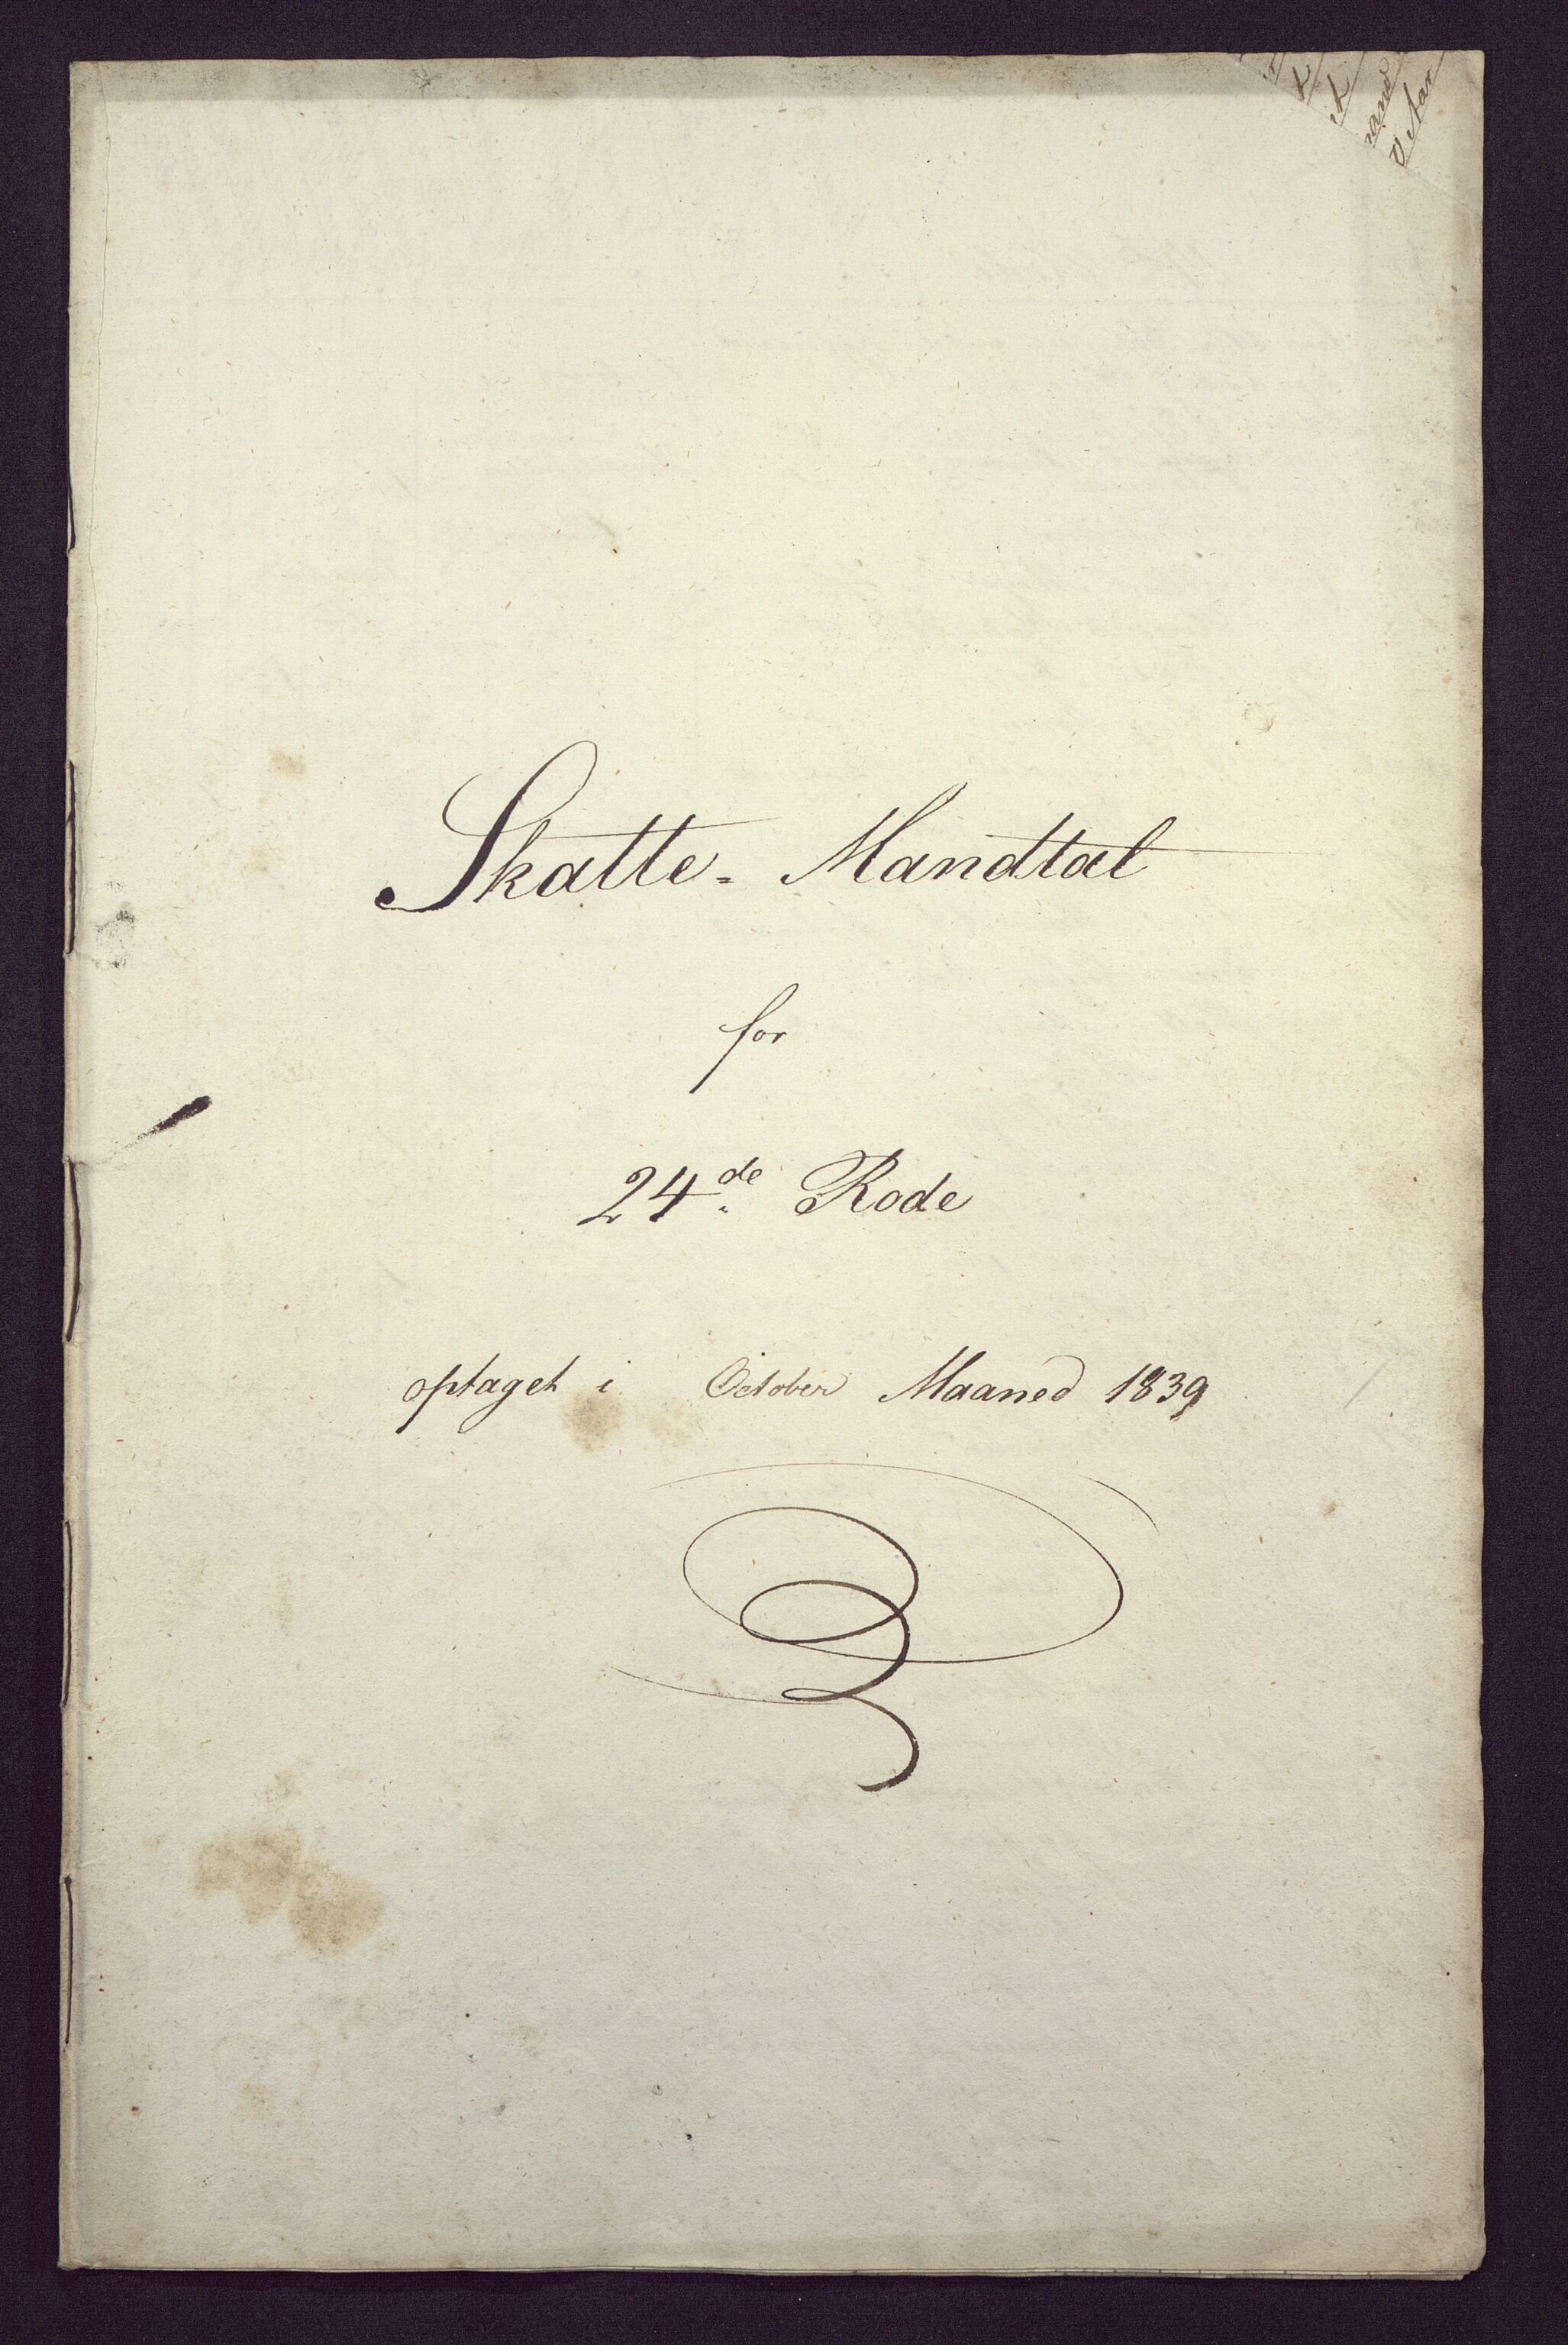 Skatte- Mandtal
for
24de Rode
optaget i October Maaned 1839